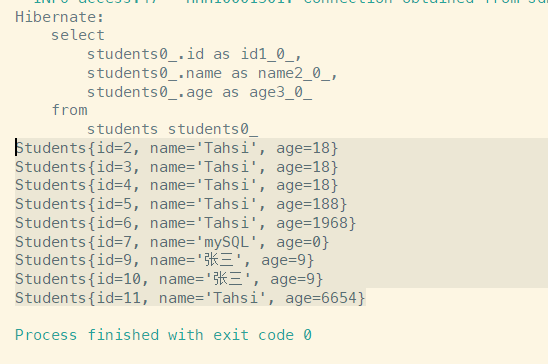 Hibernate:
select
students0_.id as id1_0_,
students0_.name as name2_0_,
students0_.age as age3_0_
from
students students0_
Students{id=2, name='Tahsi', age=18}
Students{id=3, name='Tahsi', age=18}
Students{id=4, name='Tahsi', age=18}
Students{id=5, name='Tahsi', age=188}
Students{id=6, name='Tahsi', age=1968}
Students{id=7, name='mySQL', age=0}
Students{id=9, name='张三', age=9}
Students{id=10, name='张三', age=9}
Students{id=11, name='Tahsi', age=6654}
Process finished with exit code 0